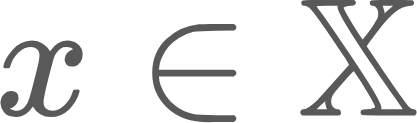 x ∈ 𝕏